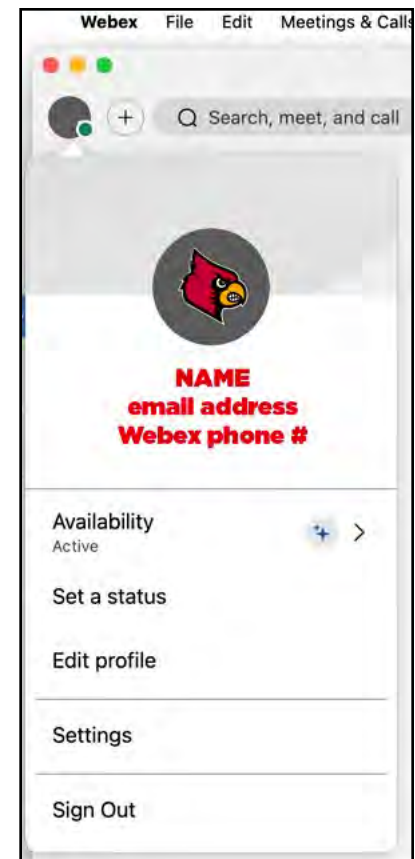 Webex File Edit Meetings & Calls
Search, meet, and call
NAME
email address
Webex phone #
Availability
Active
Set a status
Edit profile
Settings
Sign Out